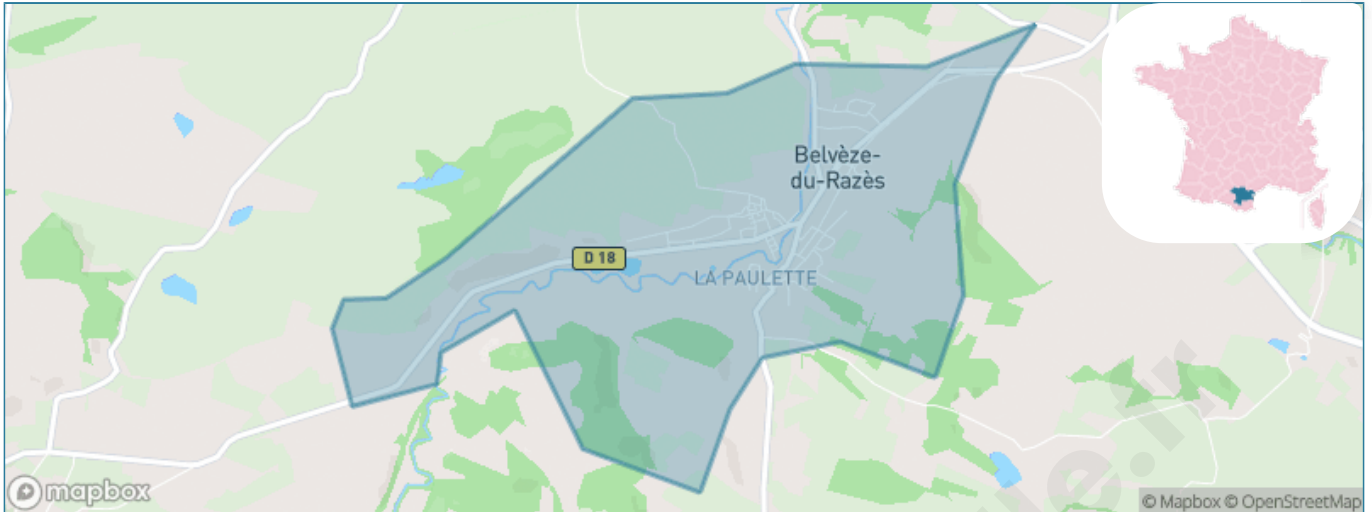 Belvèze-
du-Razès
D 18
LA PAULETTE
mapbox
© Mapbox © OpenStreetMap